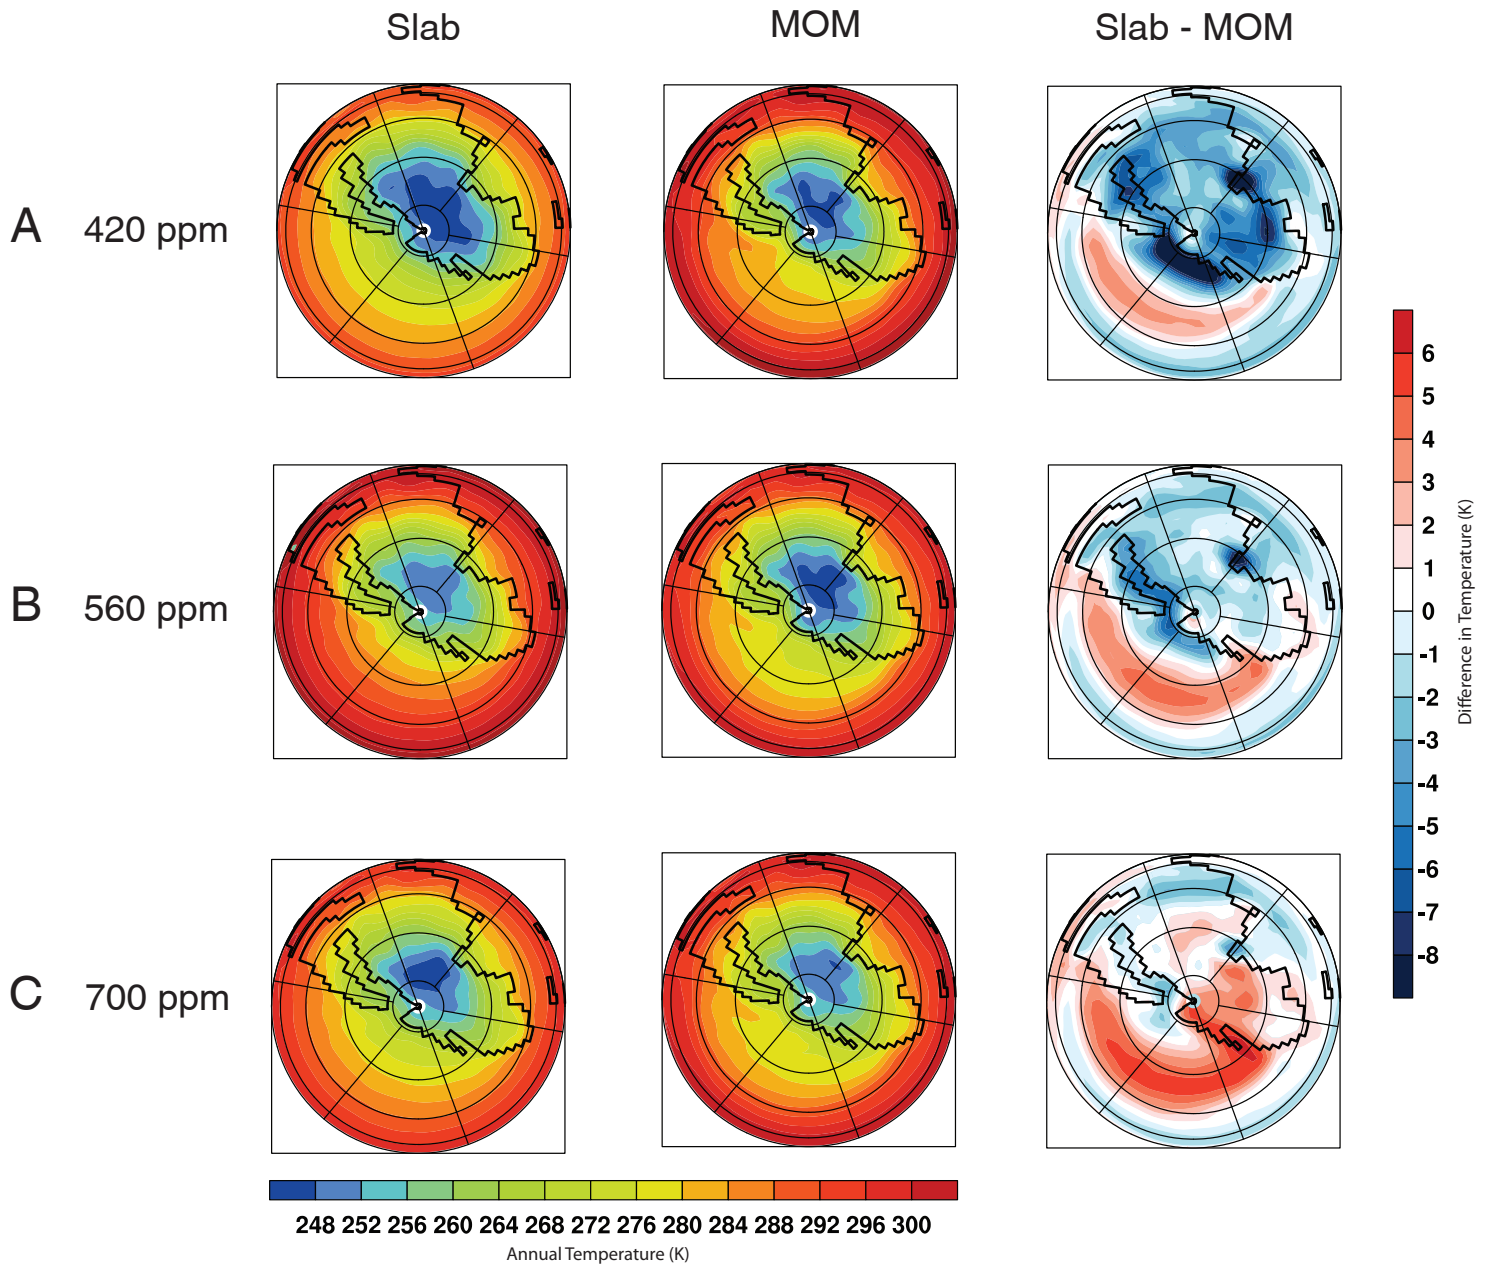 Slab MOM Slab - MOM
A 420 ppm
B 560 ppm
C 700 ppm
6
5
4
3
2
1
0
-1
-2
-3
-4
-5
-6
-7
-8
Difference in Temperature (K)
248 252 256 260 264 268 272 276 280 284 288 292 296 300
Annual Temperature (K)